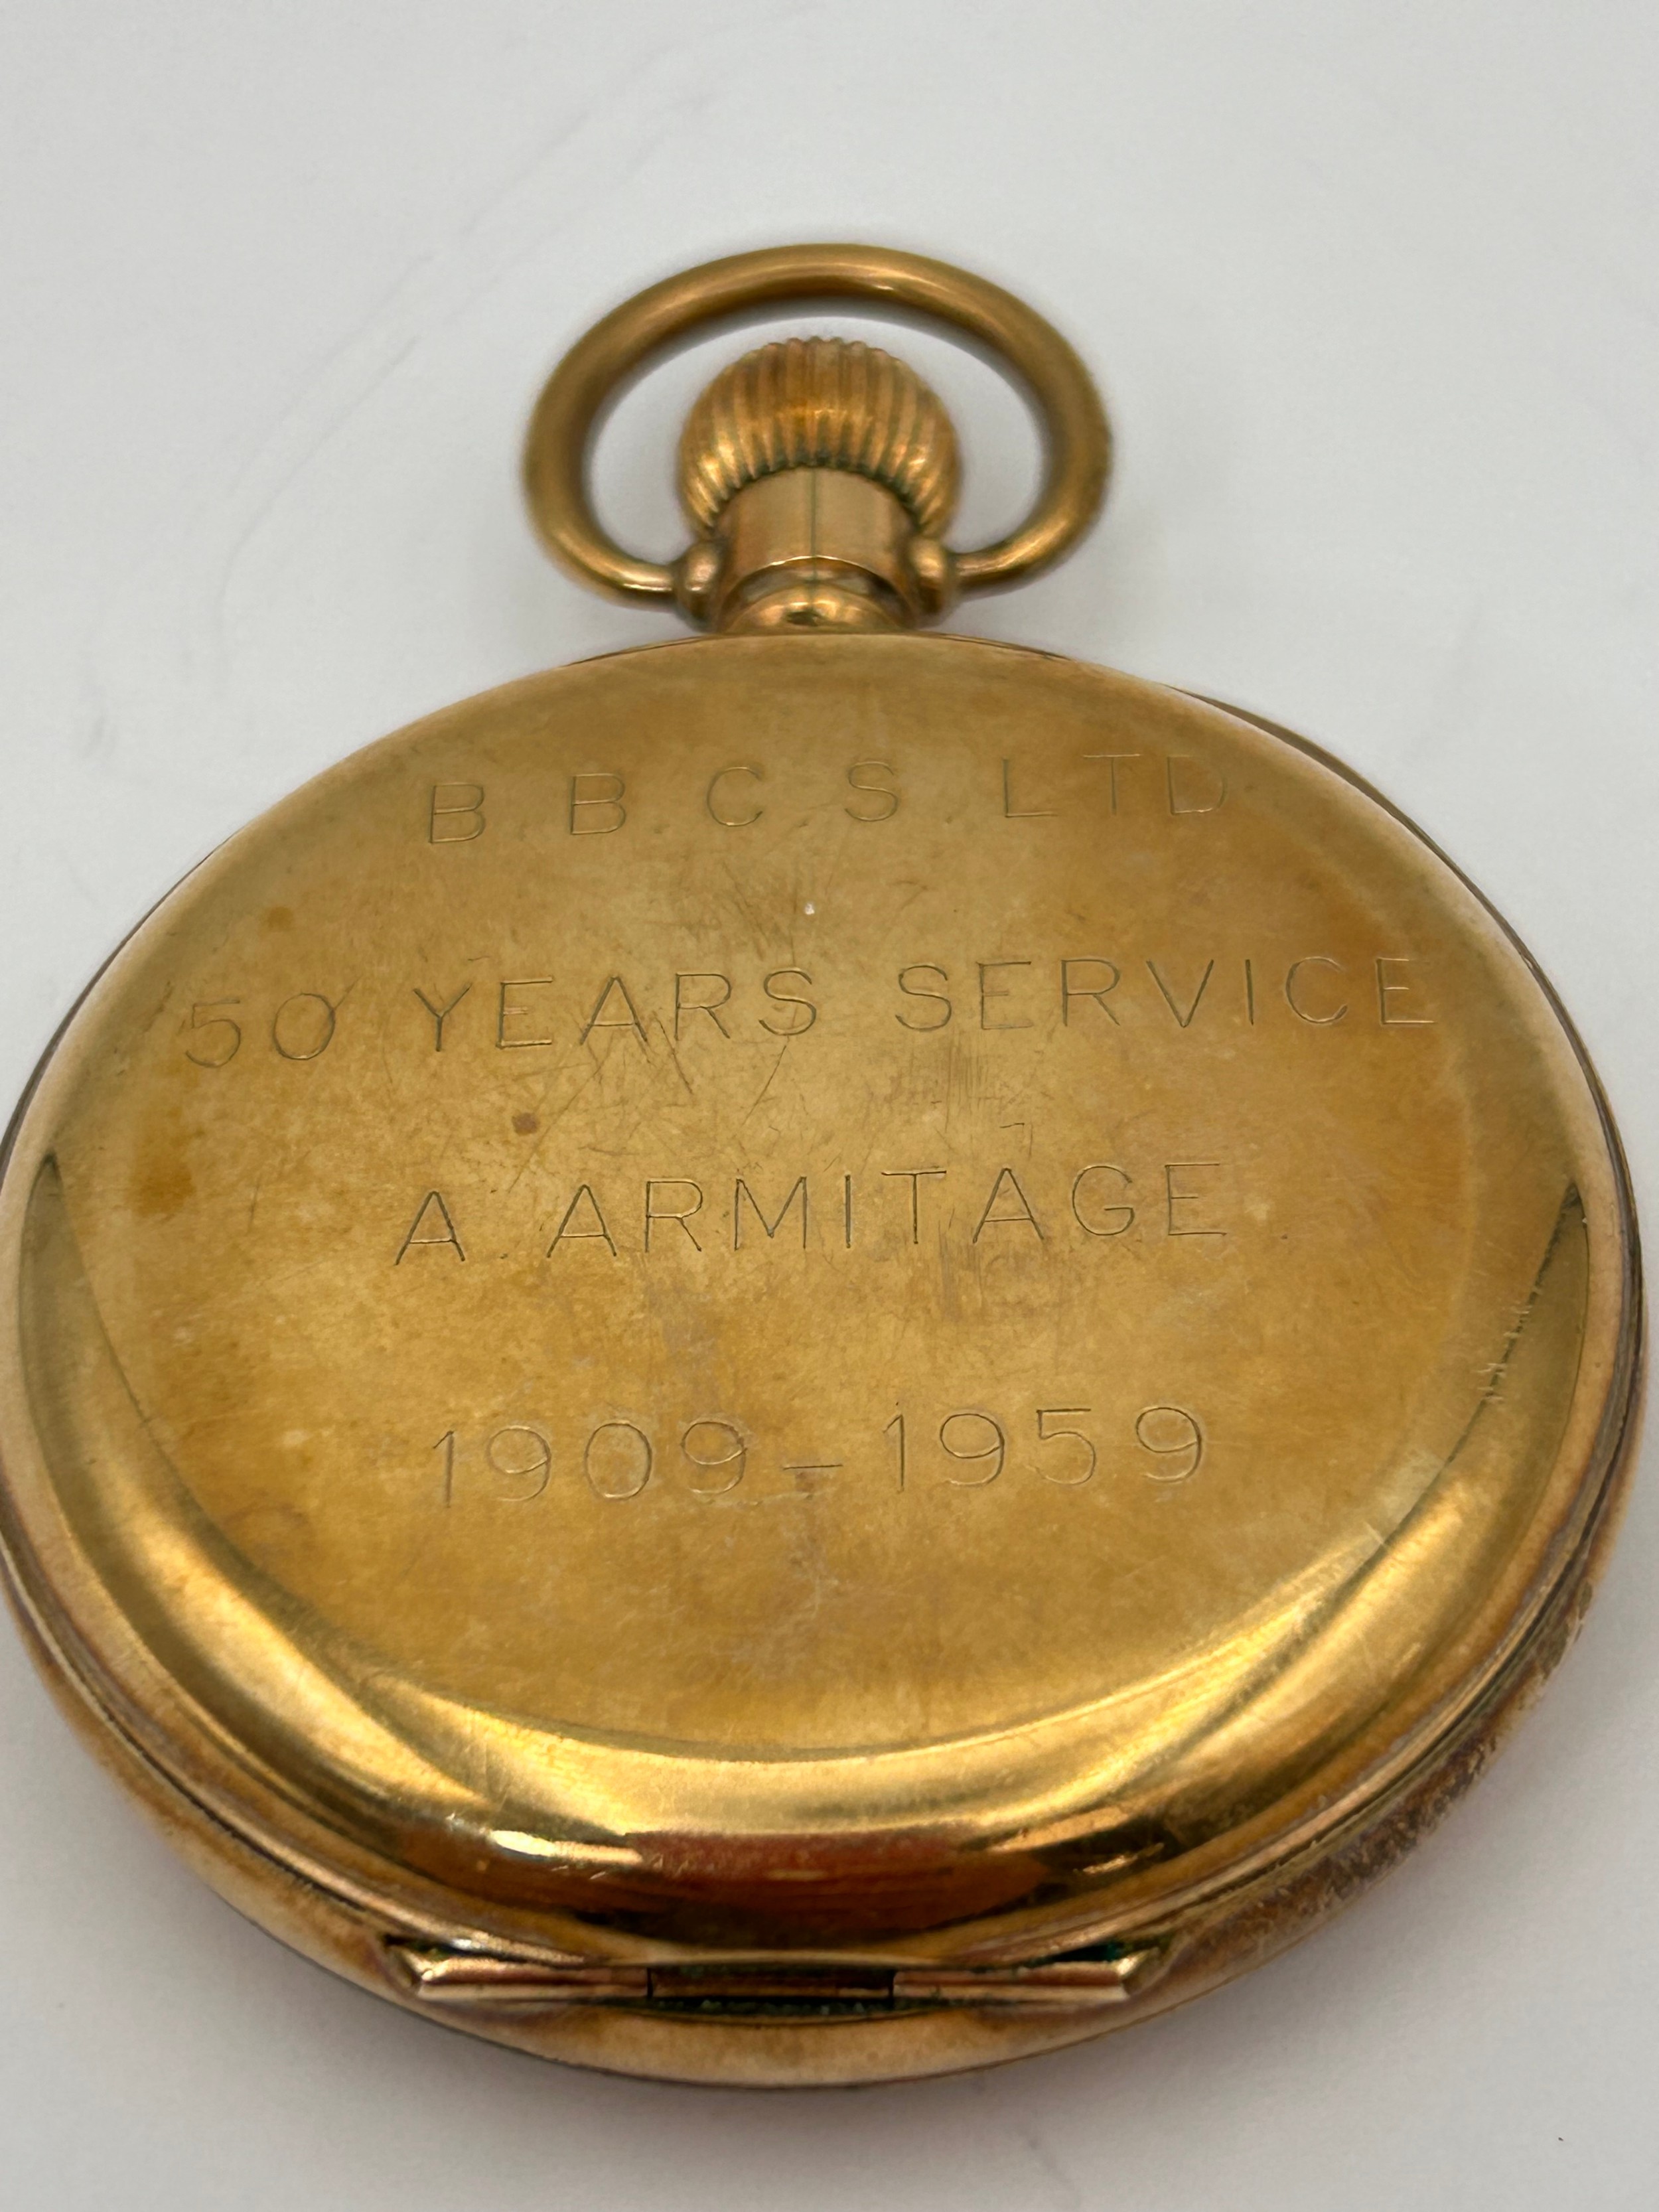 B.B.C.S. LTD
50 YEARS SERVICE
A. ARMITAGE.
1909-1959